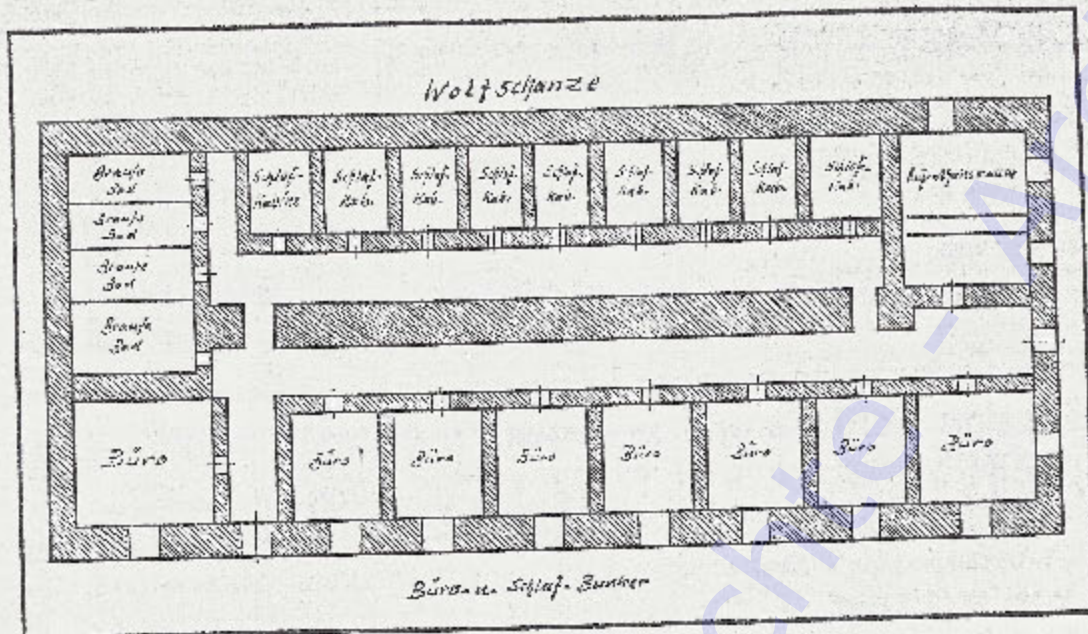 Wolfschanze
Brause Bad
Brause Bad
Brause Bad
Brause Bad
Schlaf-Kabine
Schlaf-Kab.
Schlaf-Kab.
Schlaf-Kab.
Schlaf-Kab.
Schlaf-Kab.
Schlaf-Kab.
Schlaf-Kab.
Schlaf-Kab.
Büro
Büro
Büro
Büro
Büro
Büro
Büro
Büro
Büro- u. Schlaf-Bunker